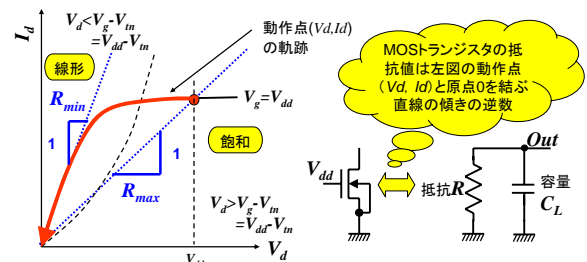 I_d
V_d<V_g-V_tn
=V_dd-V_tn
線形
R_min
1
動作点(Vd,Id)
の軌跡
V_g=V_dd
飽和
1
R_max
V_d>V_g-V_tn
=V_dd-V_tn
0
V_d
MOSトランジスタの抵
抗値は左図の動作点
(Vd, Id)と原点0を結ぶ
直線の傾きの逆数
V_dd
抵抗R
Out
容量
C_L